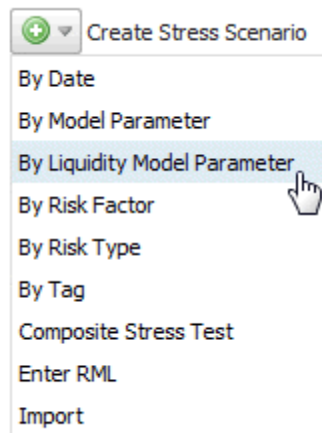 Create Stress Scenario
By Date
By Model Parameter
By Liquidity Model Parameter
By Risk Factor
By Risk Type
By Tag
Composite Stress Test
Enter RML
Import